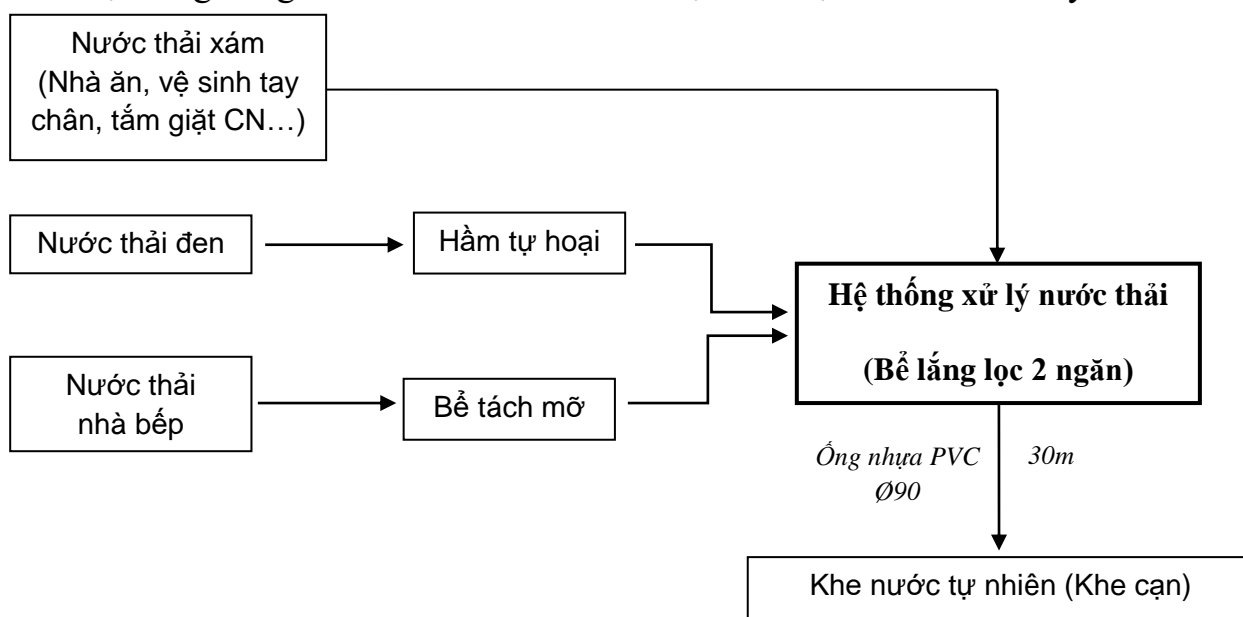 Nước thải xám
(Nhà ăn, vệ sinh tay
chân, tắm giặt CN…)
Nước thải đen
Hầm tự hoại
Hệ thống xử lý nước thải
(Bể lắng lọc 2 ngăn)
Nước thải
nhà bếp
Bể tách mỡ
Ống nhựa PVC
Ø90
30m
Khe nước tự nhiên (Khe cạn)